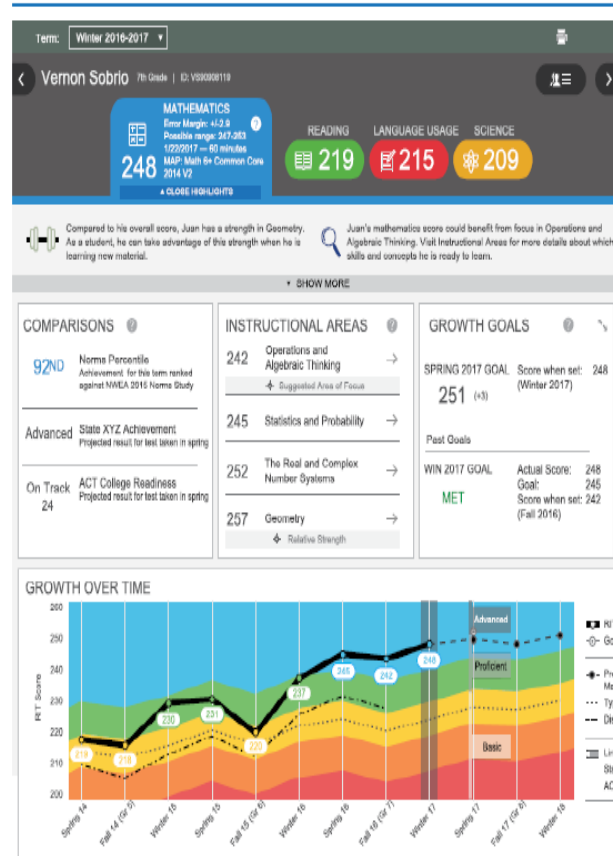 Term: Winter 2016-2017 ▼
Vernon Sobrio 7th Grade | ID: VS90908119
MATHEMATICS
Error Margin: +/-2.9
Possible range: 247-253
1/22/2017 — 60 minutes
MAP: Math 6+ Common Core
2014 V2
248
▲ CLOSE HIGHLIGHTS
READING
219
LANGUAGE USAGE
215
SCIENCE
209
Compared to his overall score, Juan has a strength in Geometry.
As a student, he can take advantage of this strength when he is
learning new material.
Juan's mathematics score could benefit from focus in Operations and
Algebraic Thinking. Visit Instructional Areas for more details about which
skills and concepts he is ready to learn.
▼ SHOW MORE
COMPARISONS ?
92ND Norms Percentile
Achievement for this term ranked
against NWEA 2015 Norms Study
Advanced State XYZ Achievement
Projected result for test taken in spring
On Track ACT College Readiness
24 Projected result for test taken in spring
INSTRUCTIONAL AREAS ?
242 Operations and
Algebraic Thinking →
Suggested Area of Focus
245 Statistics and Probability →
252 The Real and Complex
Number Systems →
257 Geometry →
Relative Strength
GROWTH GOALS ?
SPRING 2017 GOAL Score when set: 248
251 (+3) (Winter 2017)
Past Goals
WIN 2017 GOAL Actual Score: 248
MET Goal: 245
Score when set: 242
(Fall 2016)
GROWTH OVER TIME
RIT Score
260
250
240
230
220
210
200
219
218
230
231
220
237
245
242
248
Advanced
Proficient
Basic
Spring 14
Fall 14 (Gr 5)
Winter 15
Spring 15
Fall 15 (Gr 6)
Winter 16
Spring 16
Fall 16 (Gr 7)
Winter 17
Spring 17
Fall 17 (Gr 8)
Winter 18
RI
Go
Pr
Me
Ty
Dis
Li
Sta
AC